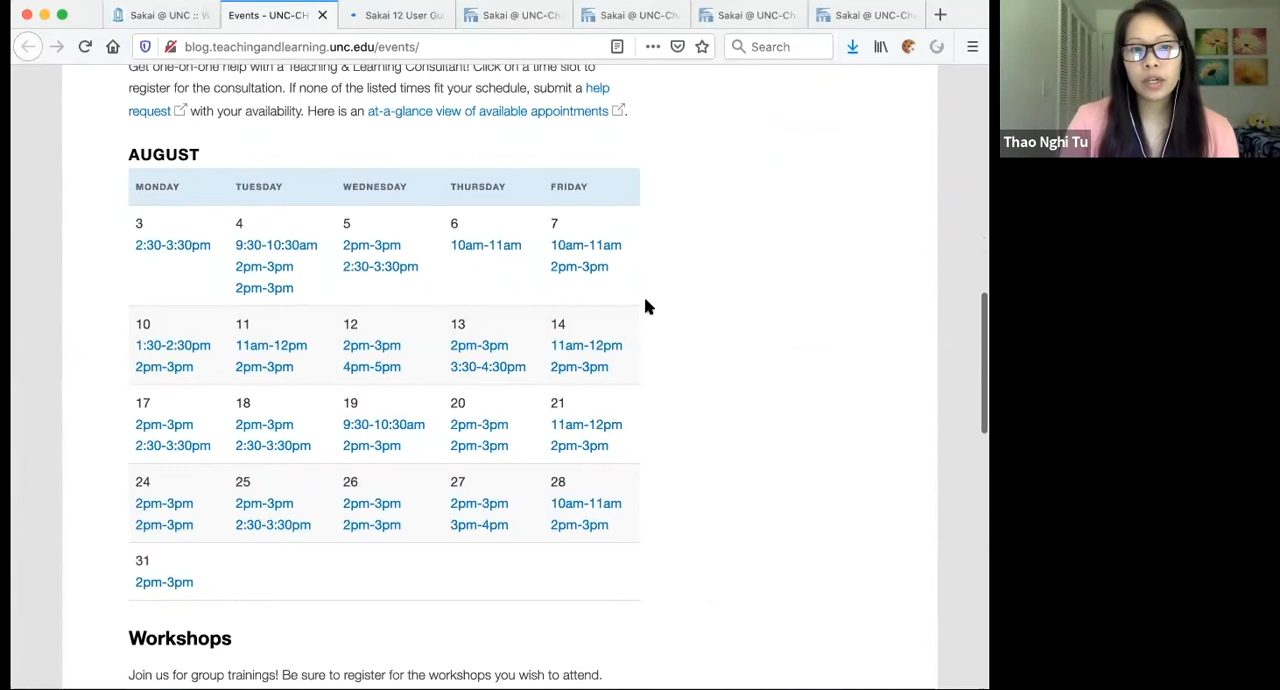 Sakai @ UNC :: W
Events - UNC-CH
Sakai 12 User Gu
Sakai @ UNC-Ch
Sakai @ UNC-Ch
Sakai @ UNC-Ch
Sakai @ UNC-Ch
blog.teachingandlearning.unc.edu/events/
Search
Get one-on-one help with a Teaching & Learning Consultant! Click on a time slot to
register for the consultation. If none of the listed times fit your schedule, submit a help
request with your availability. Here is an at-a-glance view of available appointments.
AUGUST
MONDAY TUESDAY WEDNESDAY THURSDAY FRIDAY
3 4 5 6 7
2:30-3:30pm 9:30-10:30am 2pm-3pm 10am-11am 10am-11am
2pm-3pm 2:30-3:30pm 2pm-3pm
2pm-3pm
10 11 12 13 14
1:30-2:30pm 11am-12pm 2pm-3pm 2pm-3pm 11am-12pm
2pm-3pm 2pm-3pm 4pm-5pm 3:30-4:30pm 2pm-3pm
17 18 19 20 21
2pm-3pm 2pm-3pm 9:30-10:30am 2pm-3pm 11am-12pm
2:30-3:30pm 2:30-3:30pm 2pm-3pm 2pm-3pm 2pm-3pm
24 25 26 27 28
2pm-3pm 2pm-3pm 2pm-3pm 2pm-3pm 10am-11am
2pm-3pm 2:30-3:30pm 2pm-3pm 3pm-4pm 2pm-3pm
31
2pm-3pm
Workshops
Join us for group trainings! Be sure to register for the workshops you wish to attend.
Thao Nghi Tu